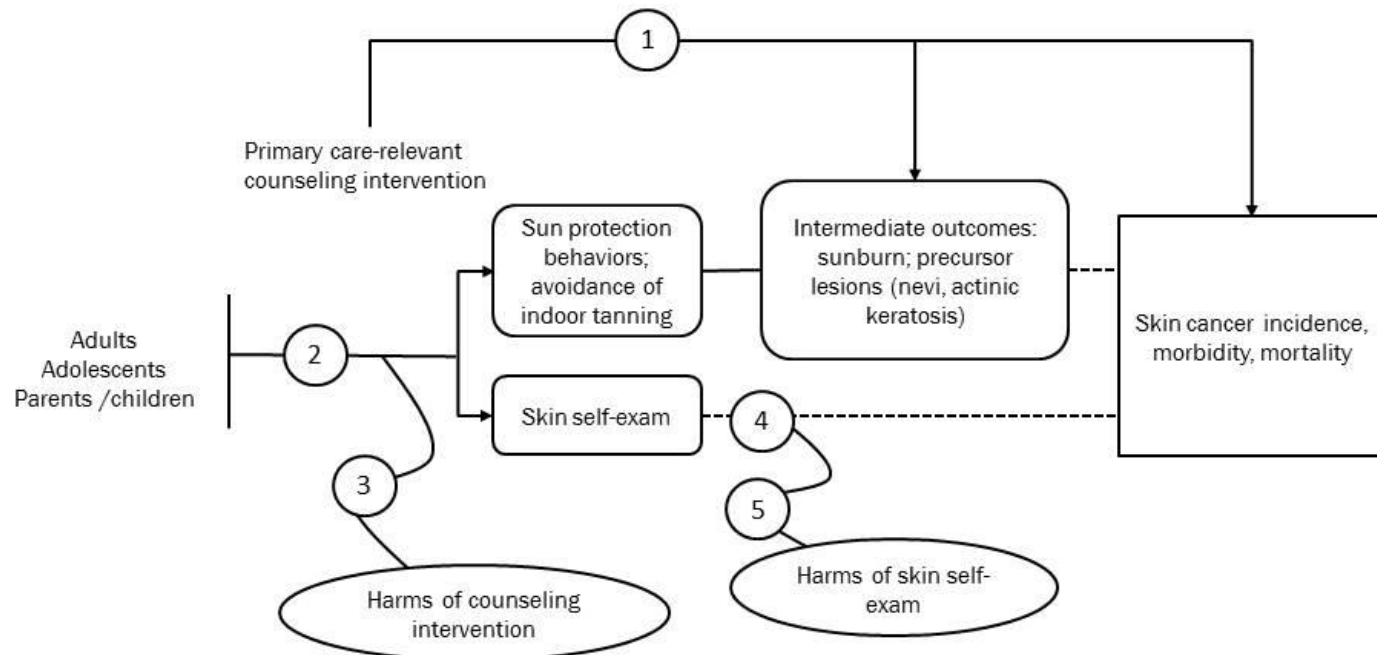 1
Primary care-relevant
counseling intervention
Sun protection
behaviors;
avoidance of
indoor tanning
Intermediate outcomes:
sunburn; precursor
lesions (nevi, actinic
keratosis)
Skin cancer incidence,
morbidity, mortality
Adults
Adolescents
Parents /children
2
Skin self-exam
4
3
5
Harms of counseling
intervention
Harms of skin self-
exam